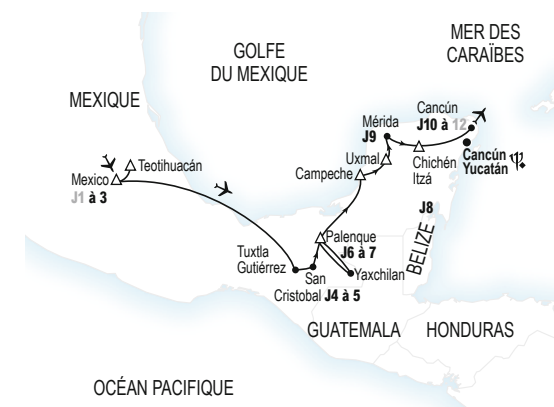 MER DES
CARAÏBES
GOLFE
DU MEXIQUE
MEXIQUE
Cancún
J10 à 12
Mérida
J9
Cancún
Yucatán
Uxmal
Chichén
Itzá
Teotihuacán
Campeche
Mexico
J1 à 3
J8
Palenque
J6 à 7
BELIZE
Tuxtla
Gutiérrez
Yaxchilan
San
Cristobal J4 à 5
GUATEMALA
HONDURAS
OCÉAN PACIFIQUE